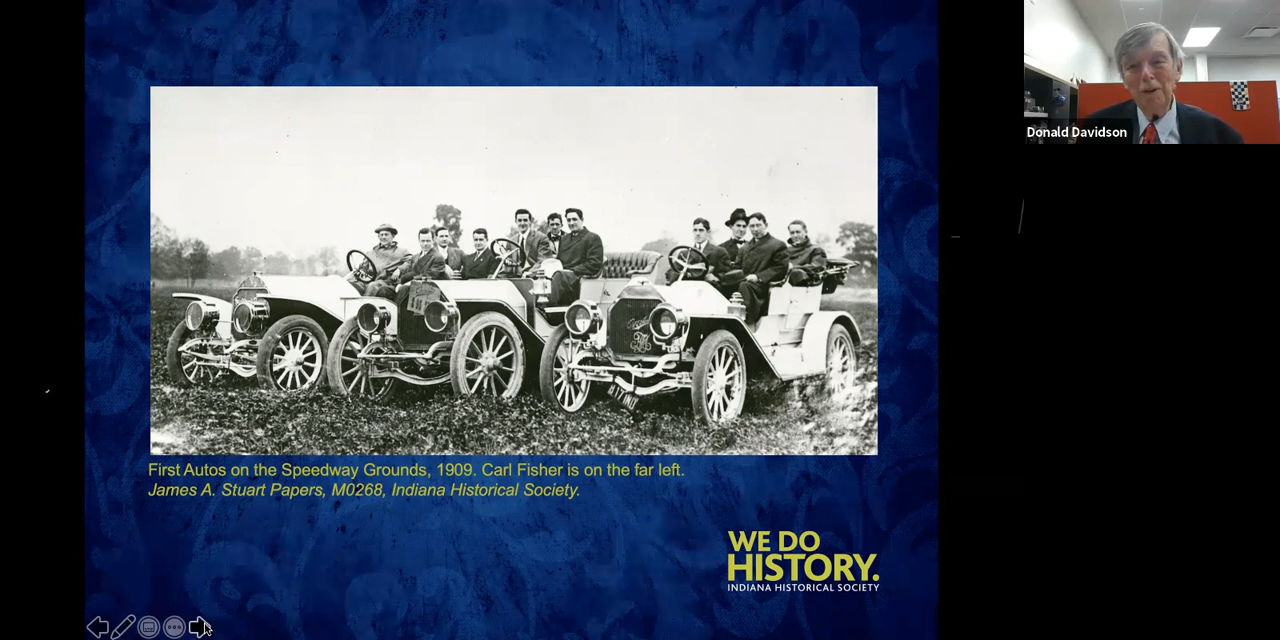 Donald Davidson
First Autos on the Speedway Grounds, 1909. Carl Fisher is on the far left.
James A. Stuart Papers, M0268, Indiana Historical Society.
WE DO
HISTORY.
INDIANA HISTORICAL SOCIETY